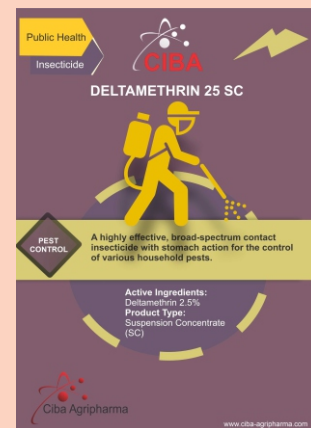 Public Health
Insecticide
CIBA
DELTAMETHRIN 25 SC
PEST
CONTROL
A highly effective, broad-spectrum contact
insecticide with stomach action for the control
of various household pests.
Active Ingredients:
Deltamethrin 2.5%
Product Type:
Suspension Concentrate
(SC)
Ciba Agripharma
www.ciba-agripharma.com